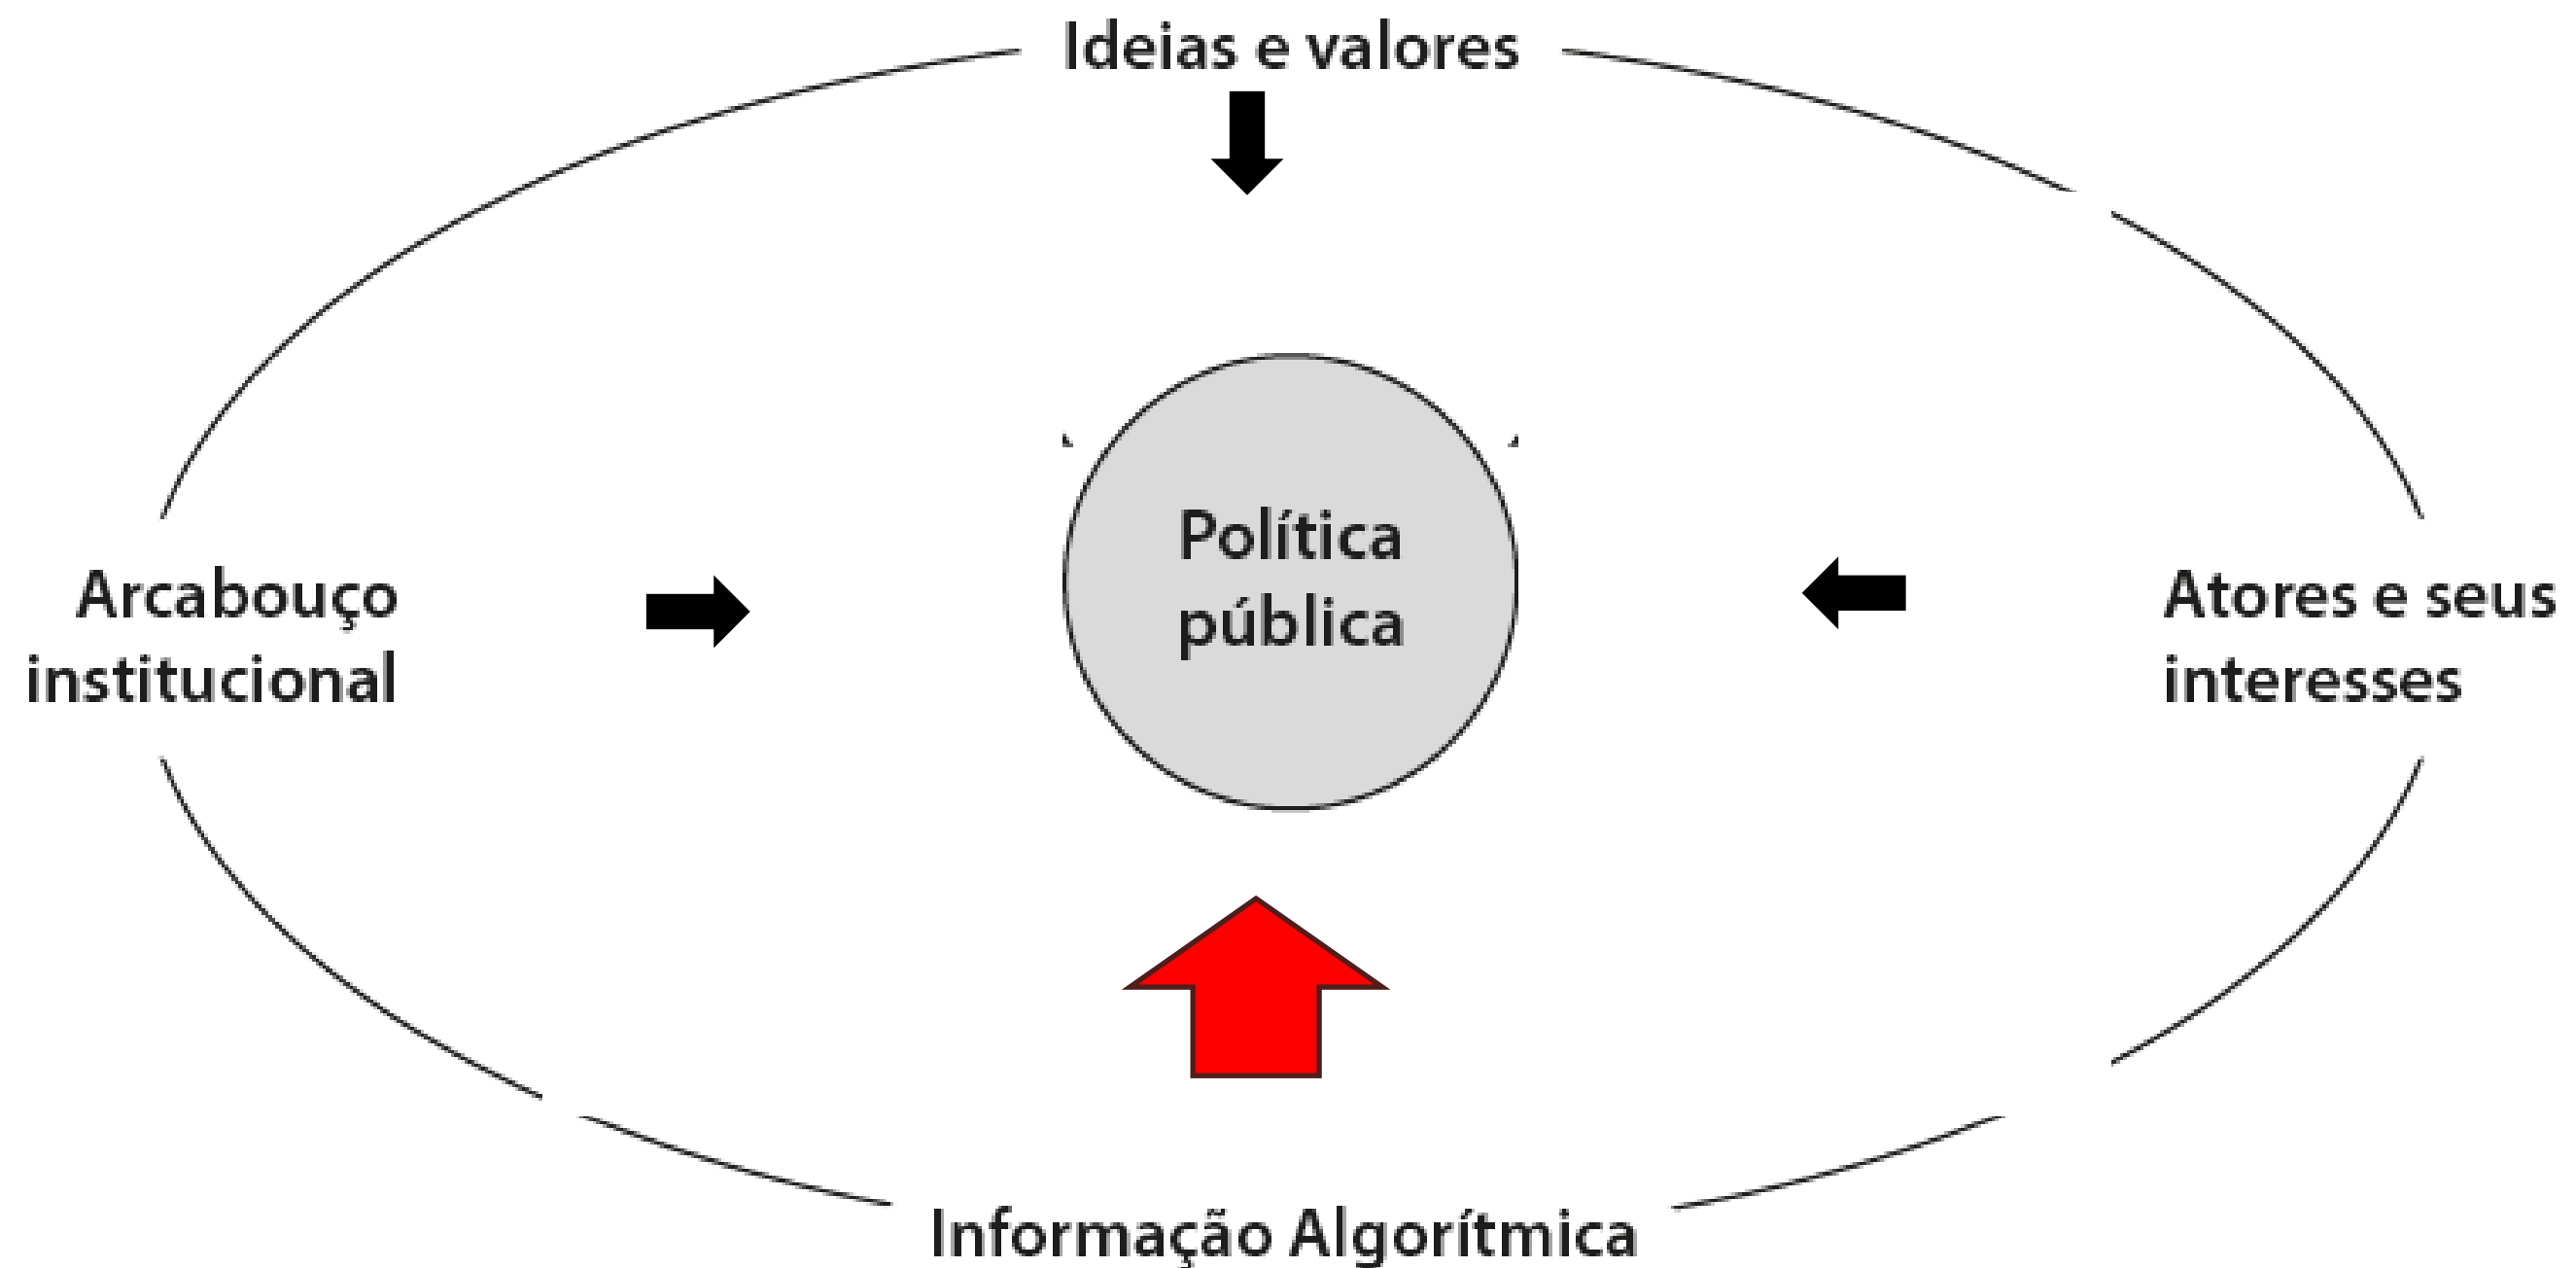 Ideias e valores
Política
pública
Arcabouço
institucional
Atores e seus
interesses
Informação Algorítmica